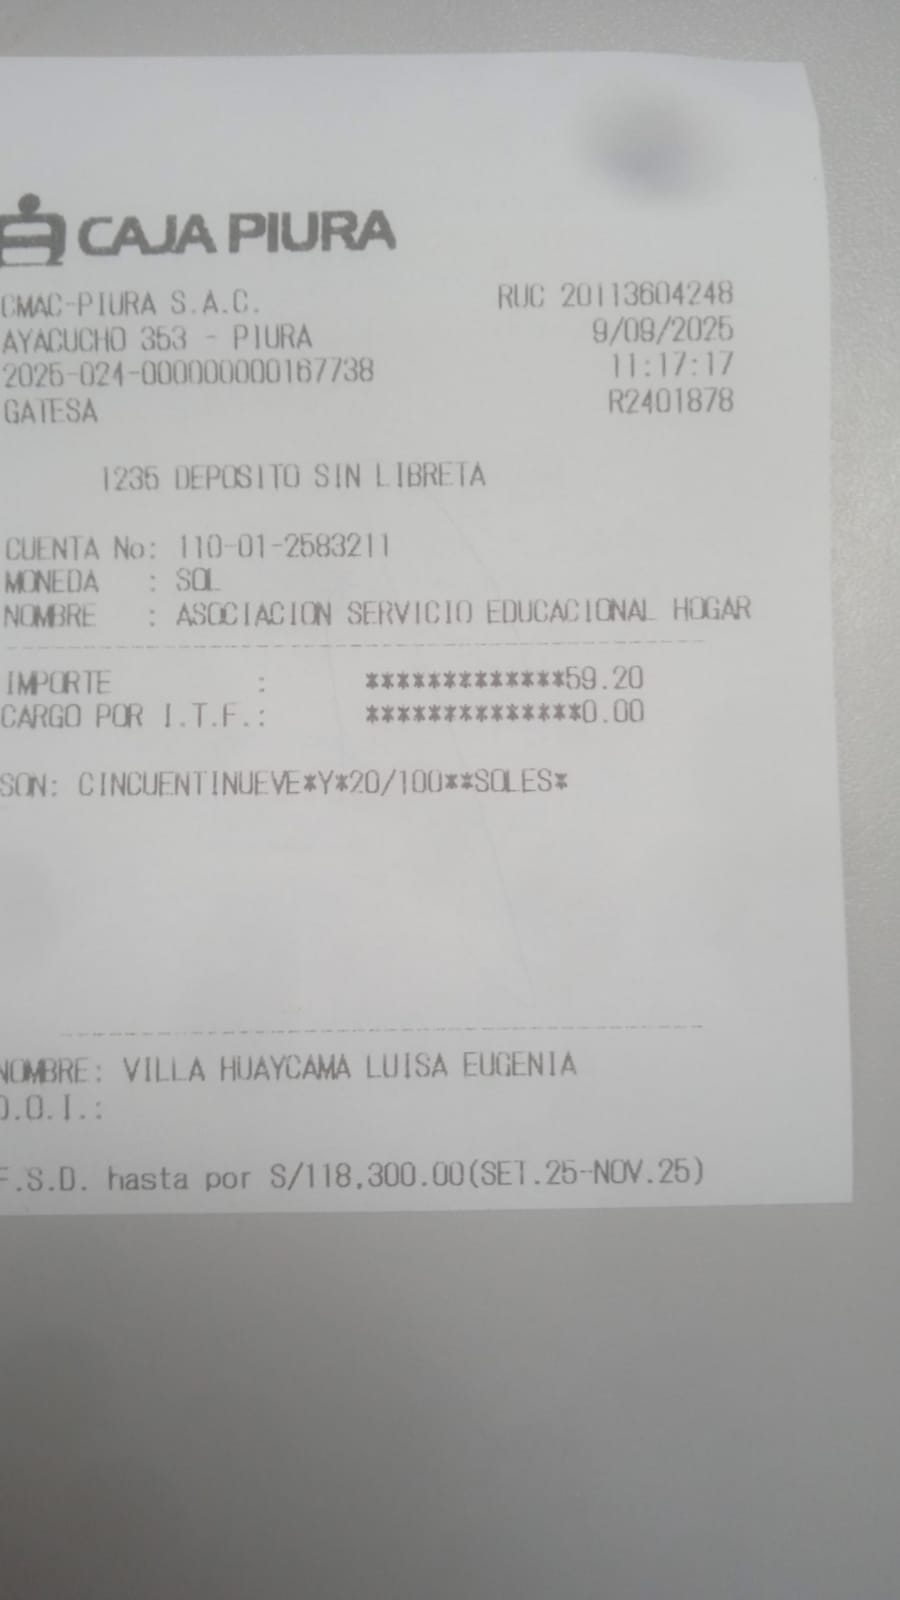 CAJA PIURA
CMAC-PIURA S.A.C. RUC 20113604248
AYACUCHO 353 - PIURA 9/09/2025
2025-024-000000000167738 11:17:17
GATESA R2401878
1235 DEPOSITO SIN LIBRETA
CUENTA No: 110-01-2583211
MONEDA : SOL
NOMBRE : ASOCIACION SERVICIO EDUCACIONAL HOGAR
IMPORTE : *************59.20
CARGO POR I.T.F.: **************0.00
SON: CINCUENTINUEVE*Y*20/100**SOLES*
NOMBRE: VILLA HUAYCAMA LUISA EUGENIA
D.O.I.:
F.S.D. hasta por S/118,300.00(SET.25-NOV.25)